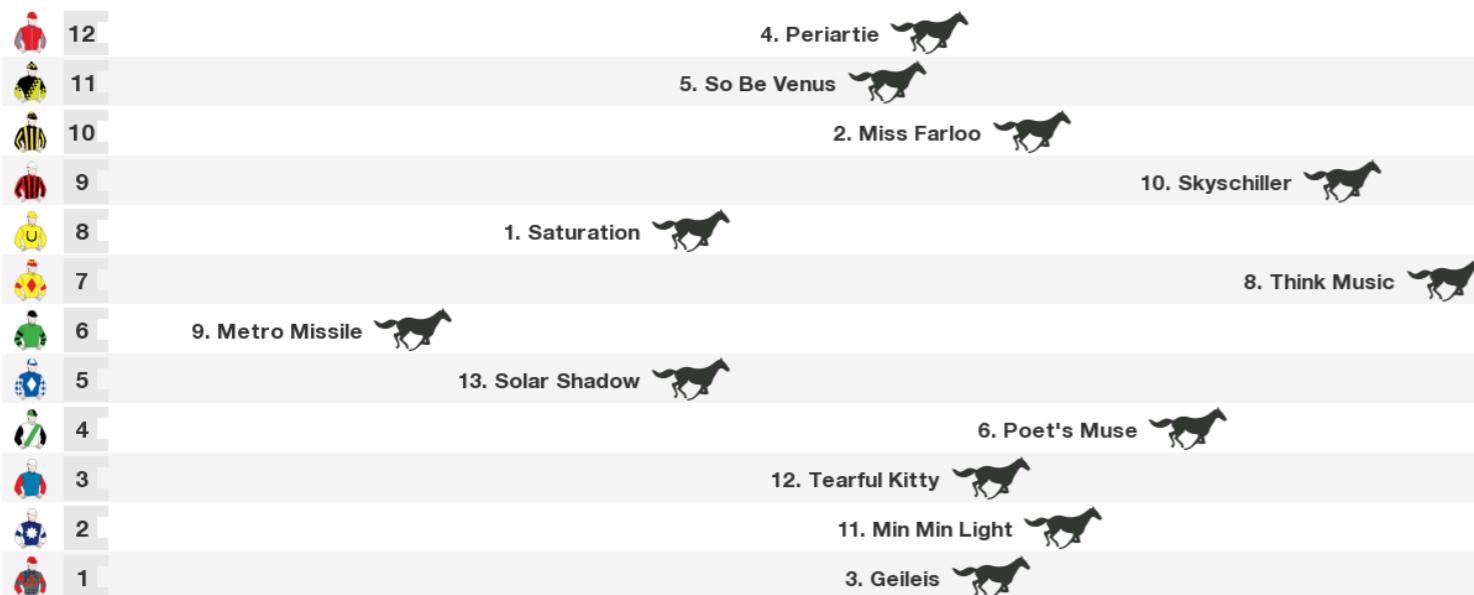 12 4. Periartie
11 5. So Be Venus
10 2. Miss Farloo
9 10. Skyschiller
8 1. Saturation
7 8. Think Music
6 9. Metro Missile
5 13. Solar Shadow
4 6. Poet's Muse
3 12. Tearful Kitty
2 11. Min Min Light
1 3. Geileis